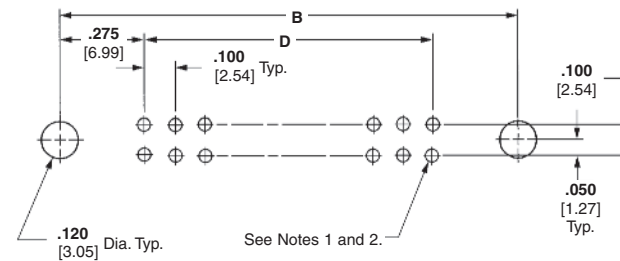 B
.275
[6.99]
D
.100
[2.54] Typ.
.100
[2.54]
.050
[1.27]
Typ.
.120
[3.05] Dia. Typ.
See Notes 1 and 2.